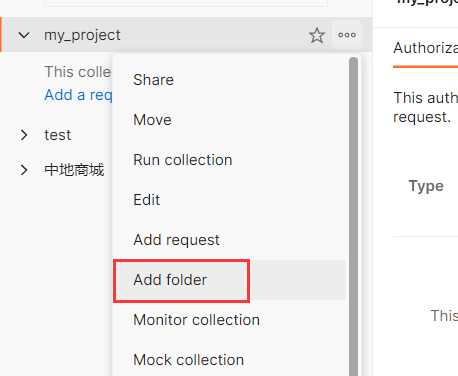 my_project
my_proje
This colle
Add a req
test
中地商城
Share
Move
Run collection
Edit
Add request
Add folder
Monitor collection
Mock collection
Authoriza
This auth
request.
Type
This